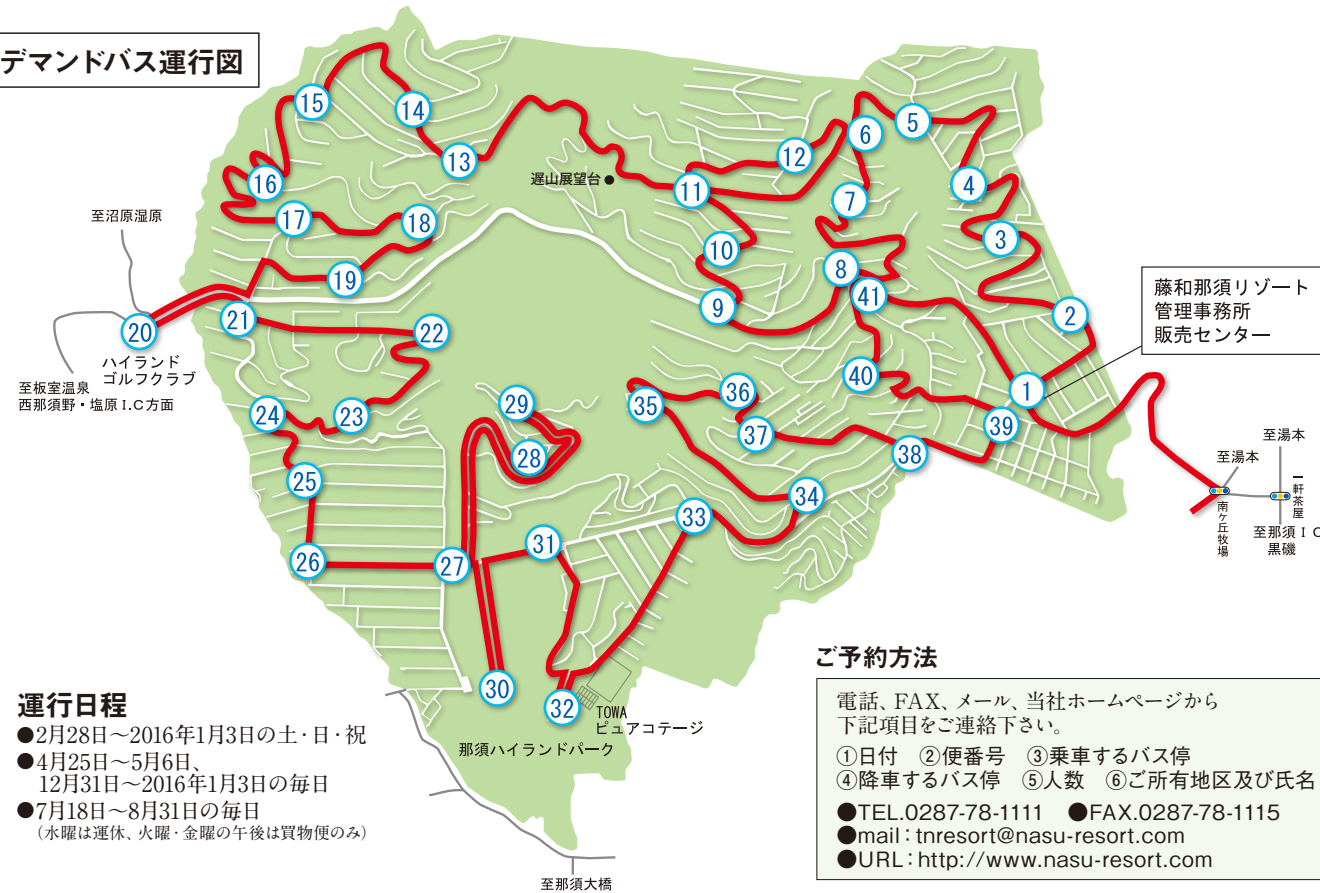 デマンドバス運行図
15
14
13
16
17
18
19
20
21
22
23
24
25
26
27
28
29
30
31
32
33
34
35
36
37
38
39
40
41
1
2
3
4
5
6
7
8
9
10
11
12
遅山展望台●
至沼原湿原
ハイランド
ゴルフクラブ
至板室温泉
西那須野・塩原I.C方面
藤和那須リゾート
管理事務所
販売センター
至湯本
至湯本
南ヶ丘牧場
一軒茶屋
至那須IC
黒磯
TOWA
ピュアコテージ
那須ハイランドパーク
至那須大橋
運行日程
●2月28日～2016年1月3日の土・日・祝
●4月25日～5月6日、
12月31日～2016年1月3日の毎日
●7月18日～8月31日の毎日
(水曜は運休、火曜・金曜の午後は買物便のみ)
ご予約方法
電話、FAX、メール、当社ホームページから
下記項目をご連絡下さい。
①日付 ②便番号 ③乗車するバス停
④降車するバス停 ⑤人数 ⑥ご所有地区及び氏名
●TEL.0287-78-1111 ●FAX.0287-78-1115
●mail：tnresort@nasu-resort.com
●URL：http://www.nasu-resort.com